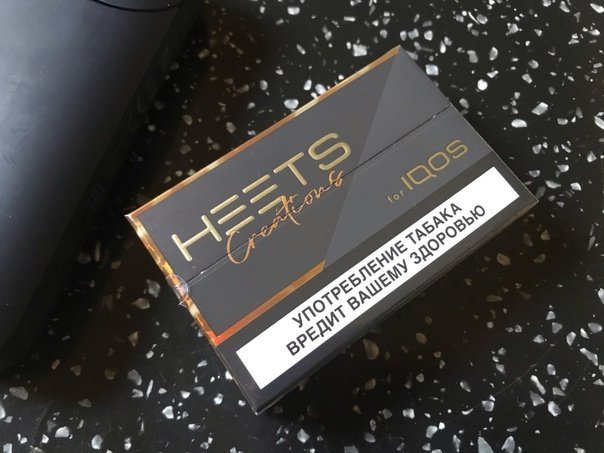 HEETS
Creations
for IQOS
УПОТРЕБЛЕНИЕ ТАБАКА
ВРЕДИТ ВАШЕМУ ЗДОРОВЬЮ